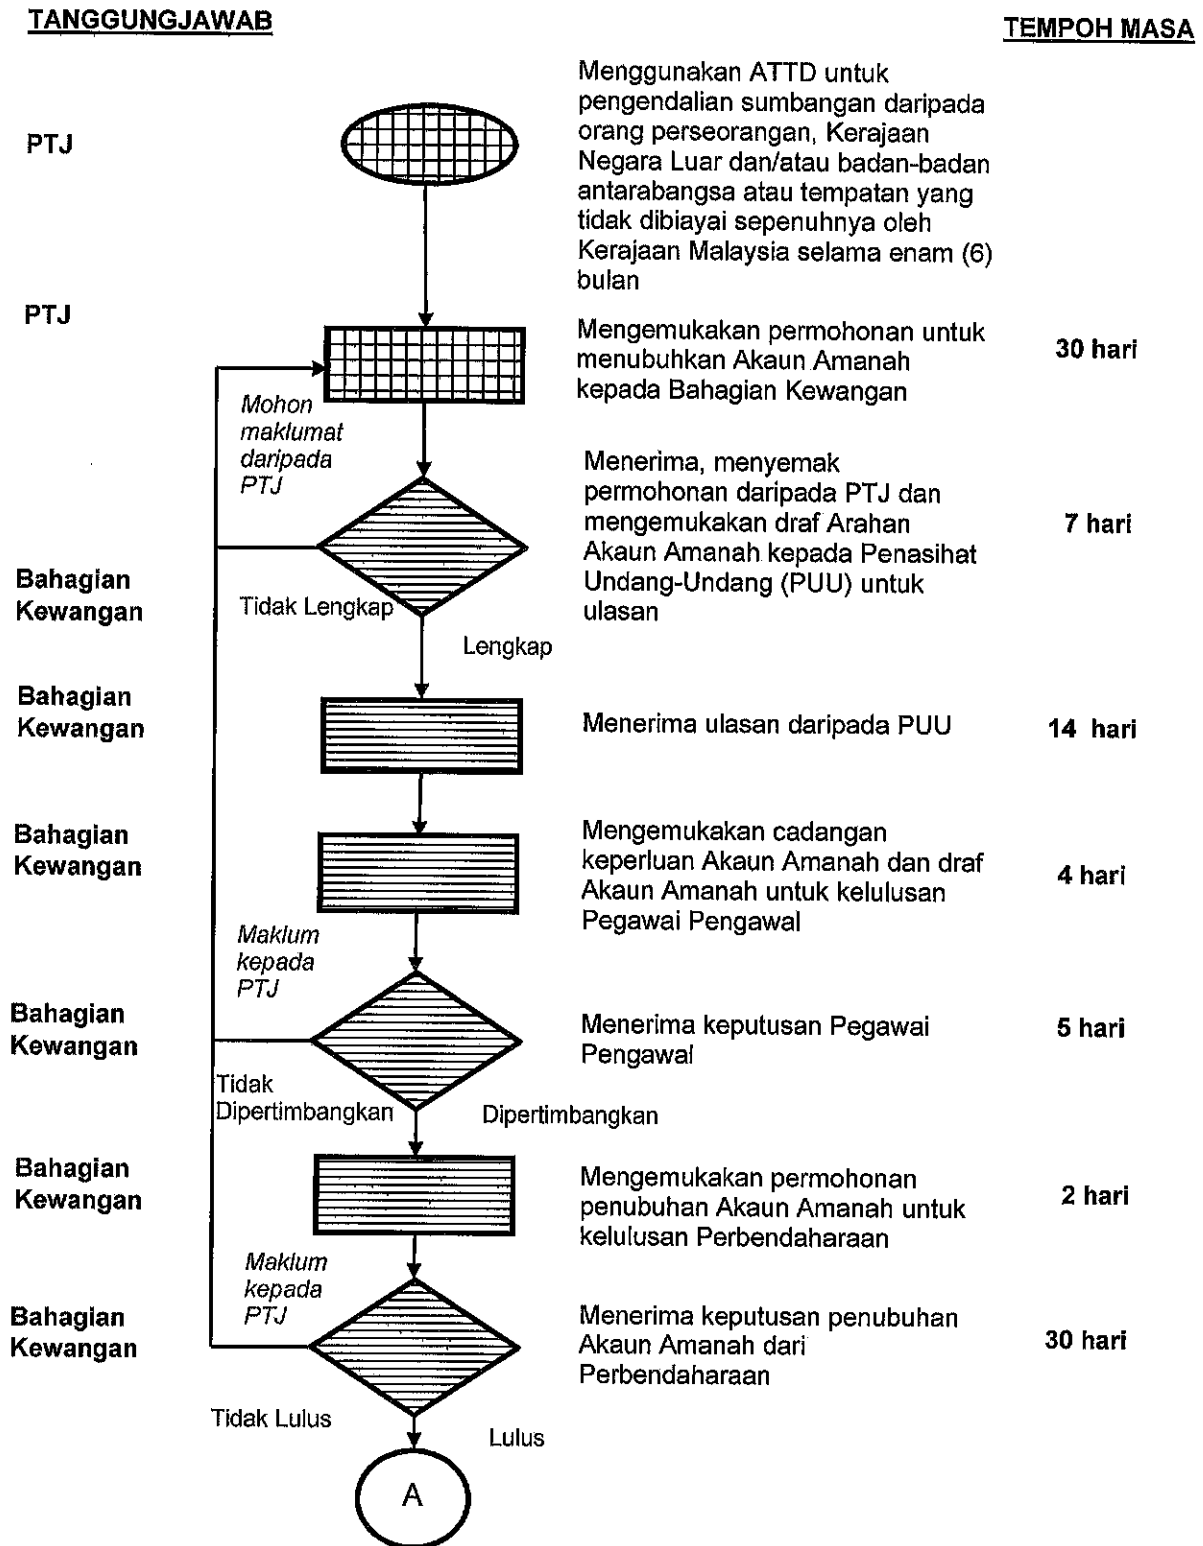 TANGGUNGJAWAB
TEMPOH MASA
PTJ
Menggunakan ATTD untuk
pengendalian sumbangan daripada
orang perseorangan, Kerajaan
Negara Luar dan/atau badan-badan
antarabangsa atau tempatan yang
tidak dibiayai sepenuhnya oleh
Kerajaan Malaysia selama enam (6)
bulan
PTJ
Mengemukakan permohonan untuk
menubuhkan Akaun Amanah
kepada Bahagian Kewangan
30 hari
Mohon
maklumat
daripada
PTJ
Bahagian
Kewangan
Menerima, menyemak
permohonan daripada PTJ dan
mengemukakan draf Arahan
Akaun Amanah kepada Penasihat
Undang-Undang (PUU) untuk
ulasan
7 hari
Tidak Lengkap
Lengkap
Bahagian
Kewangan
Menerima ulasan daripada PUU
14 hari
Bahagian
Kewangan
Mengemukakan cadangan
keperluan Akaun Amanah dan draf
Akaun Amanah untuk kelulusan
Pegawai Pengawal
4 hari
Maklum
kepada
PTJ
Bahagian
Kewangan
Menerima keputusan Pegawai
Pengawal
5 hari
Tidak
Dipertimbangkan
Dipertimbangkan
Bahagian
Kewangan
Mengemukakan permohonan
penubuhan Akaun Amanah untuk
kelulusan Perbendaharaan
2 hari
Maklum
kepada
PTJ
Bahagian
Kewangan
Menerima keputusan penubuhan
Akaun Amanah dari
Perbendaharaan
30 hari
Tidak Lulus
Lulus
A